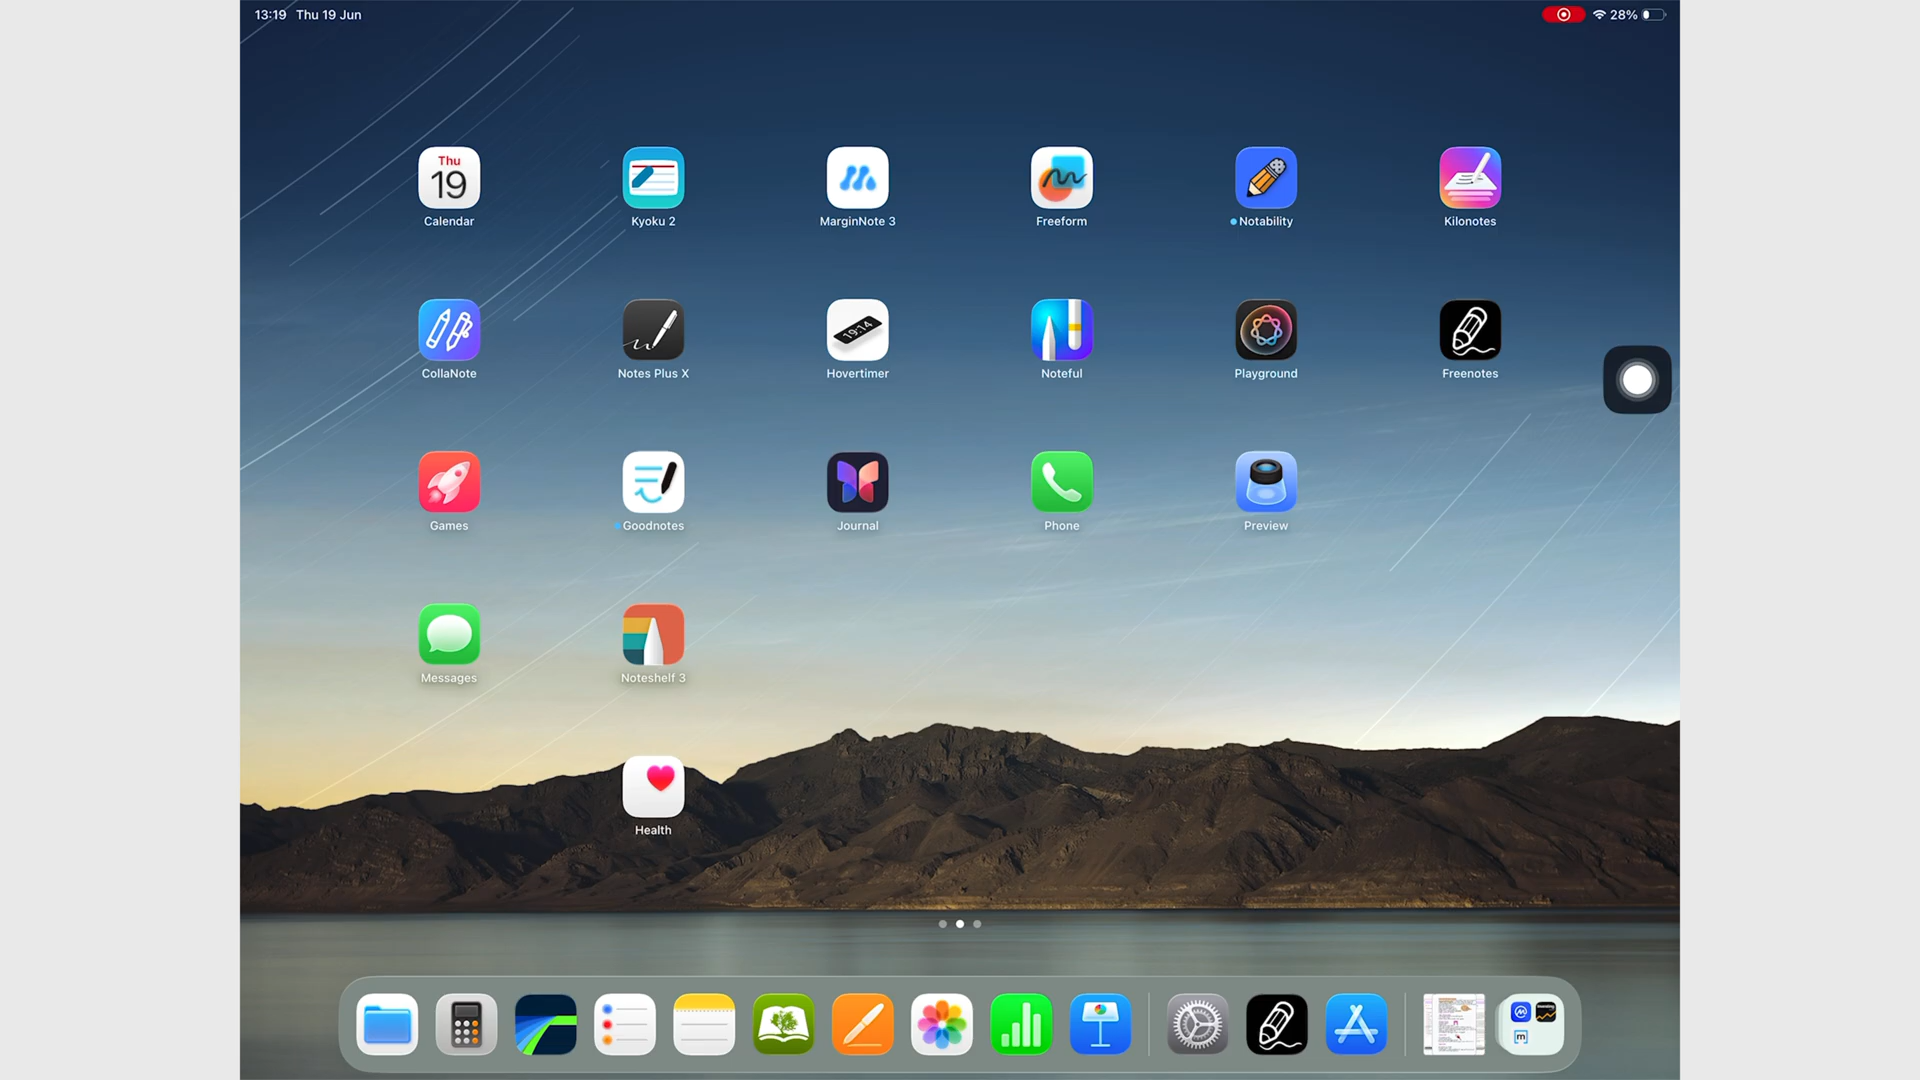 13:19 Thu 19 Jun
28%
Thu
19
Calendar
Kyoku 2
MarginNote 3
Freeform
Notability
Kilonotes
CollaNote
Notes Plus X
19:14
Hovertimer
Noteful
Playground
Freenotes
Games
Goodnotes
Journal
Phone
Preview
Messages
Noteshelf 3
Health
m